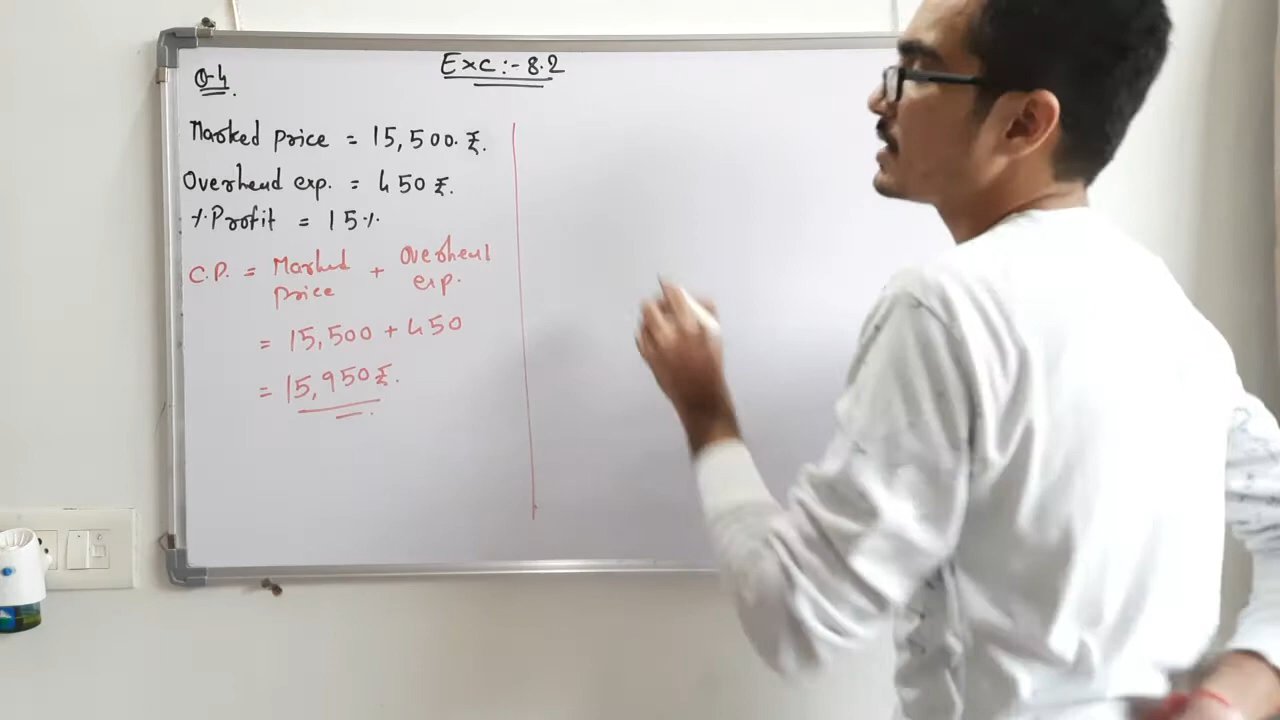 Exc:- 8.2
Q-4.
Marked price = 15,500.₹.
Overhead exp. = 450 ₹.
% Profit = 15%.
C.P. = Marked price + Overhead exp.
= 15,500 + 450
= 15,950 ₹.